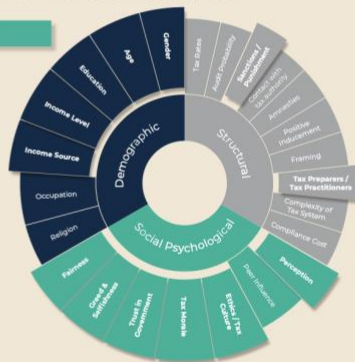 Demographic
Gender
Age
Education
Income Level
Income Source
Occupation
Religion
Structural
Tax Rates
Audit Probability
Sanctions /
Punishment
Contact with
tax authority
Amnesties
Positive
Inducement
Framing
Tax Preparers /
Tax Practitioners
Complexity of
Tax System
Compliance Cost
Social Psychological
Perception
Peer Influence
Ethics / Tax
Culture
Tax Morale
Trust in
Government
Greed &
Selfishness
Fairness